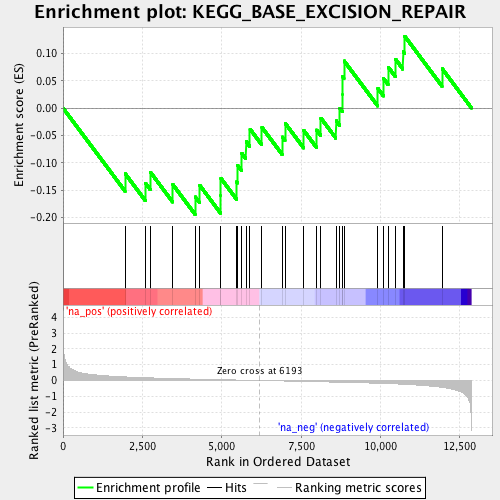 Enrichment plot: KEGG_BASE_EXCISION_REPAIR
Enrichment score (ES)
0.10
0.05
0.00
-0.05
-0.10
-0.15
-0.20
'na_pos' (positively correlated)
Ranked list metric (PreRanked)
4
3
2
1
0
-1
-2
-3
Zero cross at 6193
'na_neg' (negatively correlated)
0
2,500
5,000
7,500
10,000
12,500
Rank in Ordered Dataset
Enrichment profile
Hits
Ranking metric scores